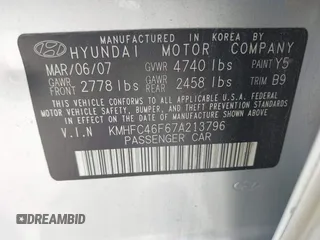 MANUFACTURED IN KOREA BY
HYUNDAI MOTOR COMPANY
MAR/06/07 GVWR 4740 lbs PAINT Y5
GAWR FRONT 2778 lbs GAWR REAR 2458 lbs TRIM B9
THIS VEHICLE CONFORMS TO ALL APPLICABLE
FEDERAL MOTOR VEHICLE SAFETY,
BUMPER, AND THEFT PREVENTION STANDARDS
IN EFFECT ON THE DATE OF
MANUFACTURE SHOWN ABOVE.
V.I.N KMHFC46F67A213796
PASSENGER CAR
DREAMBID